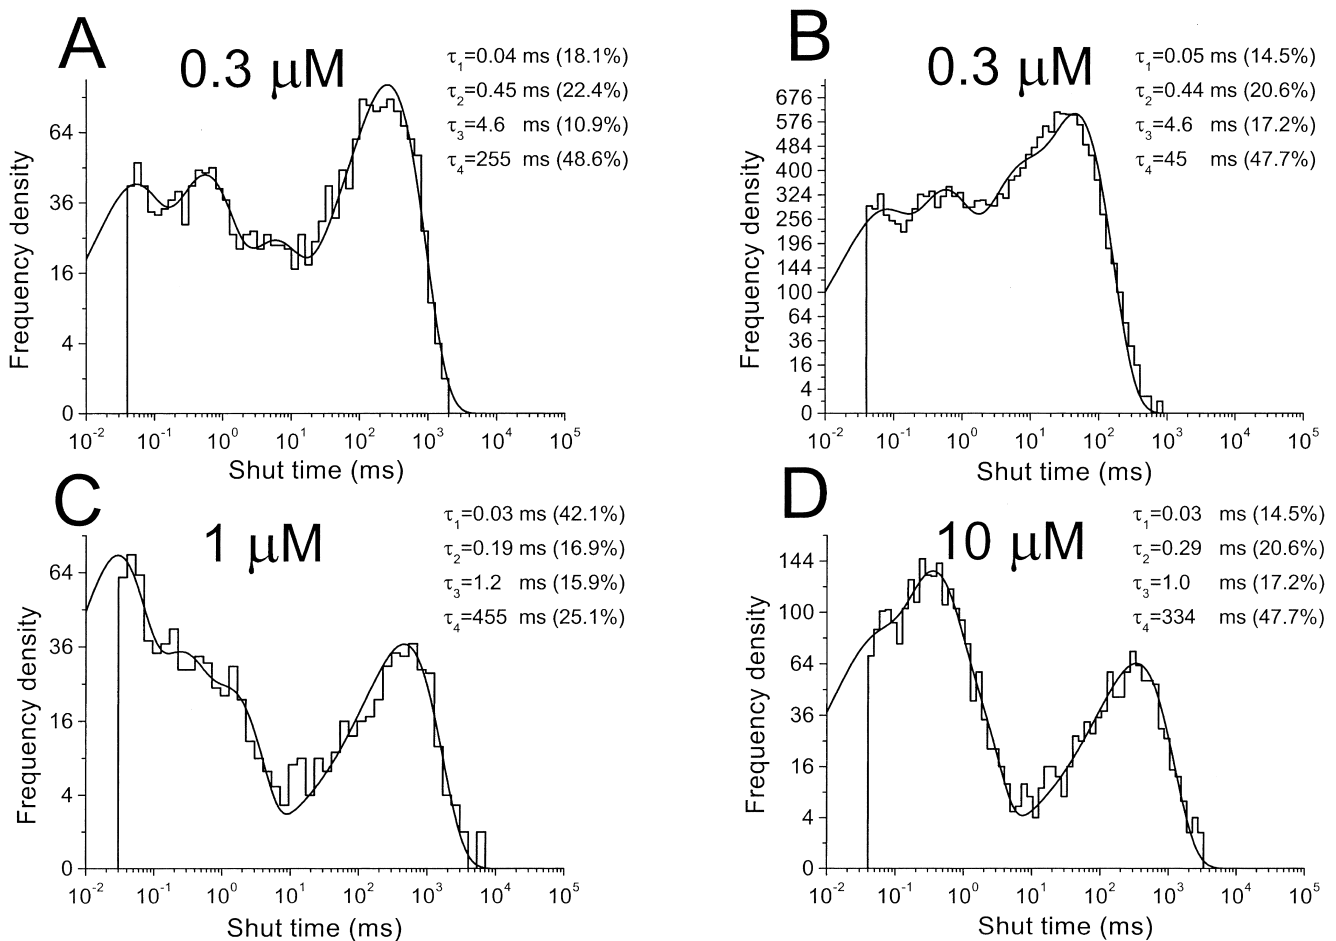 A
0.3 μM
τ1=0.04 ms (18.1%)
τ2=0.45 ms (22.4%)
τ3=4.6 ms (10.9%)
τ4=255 ms (48.6%)
Frequency density
64
36
16
4
0
10-2 10-1 100 101 102 103 104 105
Shut time (ms)
B
0.3 μM
τ1=0.05 ms (14.5%)
τ2=0.44 ms (20.6%)
τ3=4.6 ms (17.2%)
τ4=45 ms (47.7%)
Frequency density
676
576
484
400
324
256
196
144
100
64
36
16
4
0
10-2 10-1 100 101 102 103 104 105
Shut time (ms)
C
1 μM
τ1=0.03 ms (42.1%)
τ2=0.19 ms (16.9%)
τ3=1.2 ms (15.9%)
τ4=455 ms (25.1%)
Frequency density
64
36
16
4
0
10-2 10-1 100 101 102 103 104 105
Shut time (ms)
D
10 μM
τ1=0.03 ms (14.5%)
τ2=0.29 ms (20.6%)
τ3=1.0 ms (17.2%)
τ4=334 ms (47.7%)
Frequency density
144
100
64
36
16
4
0
10-2 10-1 100 101 102 103 104 105
Shut time (ms)